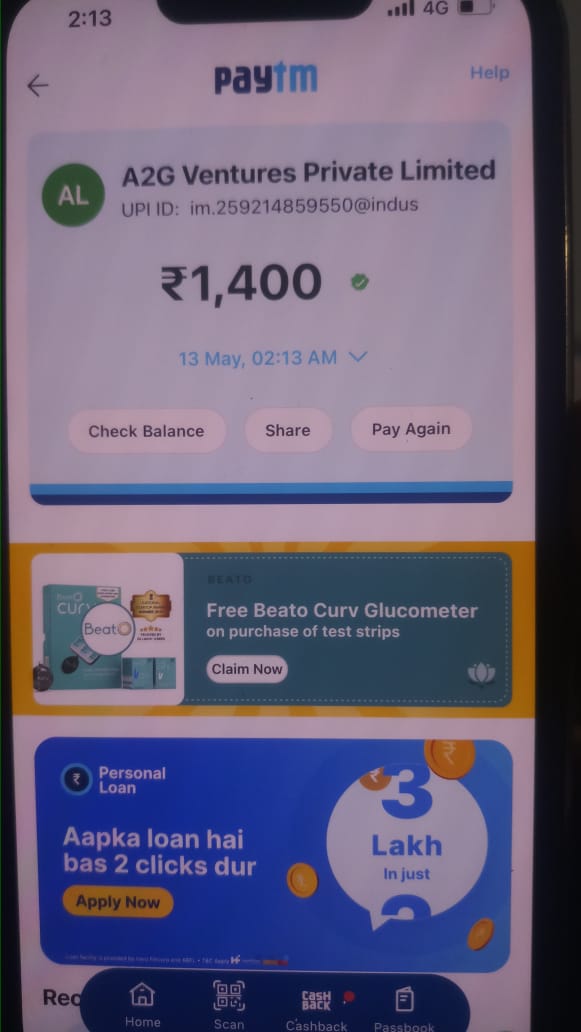 2:13
4G
paytm
Help
AL
A2G Ventures Private Limited
UPI ID: im.259214859550@indus
₹1,400
13 May, 02:13 AM
Check Balance
Share
Pay Again
BEATO
Free Beato Curv Glucometer
on purchase of test strips
Claim Now
CURV
BeatO
₹
Personal
Loan
Aapka loan hai
bas 2 clicks dur
Apply Now
3
Lakh
In just
Rec
Home
Scan
CASH
BACK
Cashback
Passbook